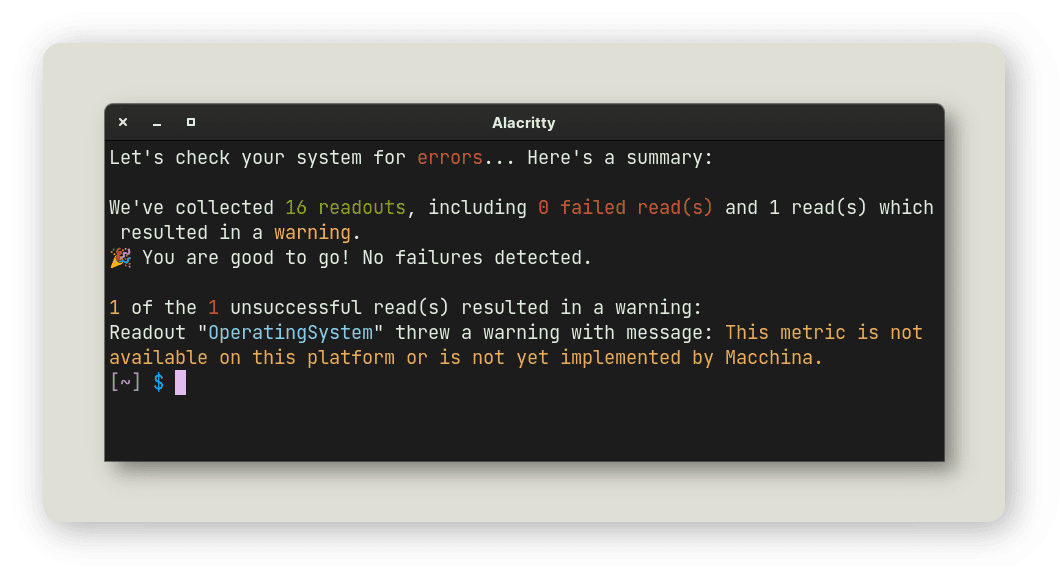 Alacritty
Let's check your system for errors... Here's a summary:
We've collected 16 readouts, including 0 failed read(s) and 1 read(s) which
resulted in a warning.
🎉 You are good to go! No failures detected.
1 of the 1 unsuccessful read(s) resulted in a warning:
Readout "OperatingSystem" threw a warning with message: This metric is not
available on this platform or is not yet implemented by Macchina.
[~] $